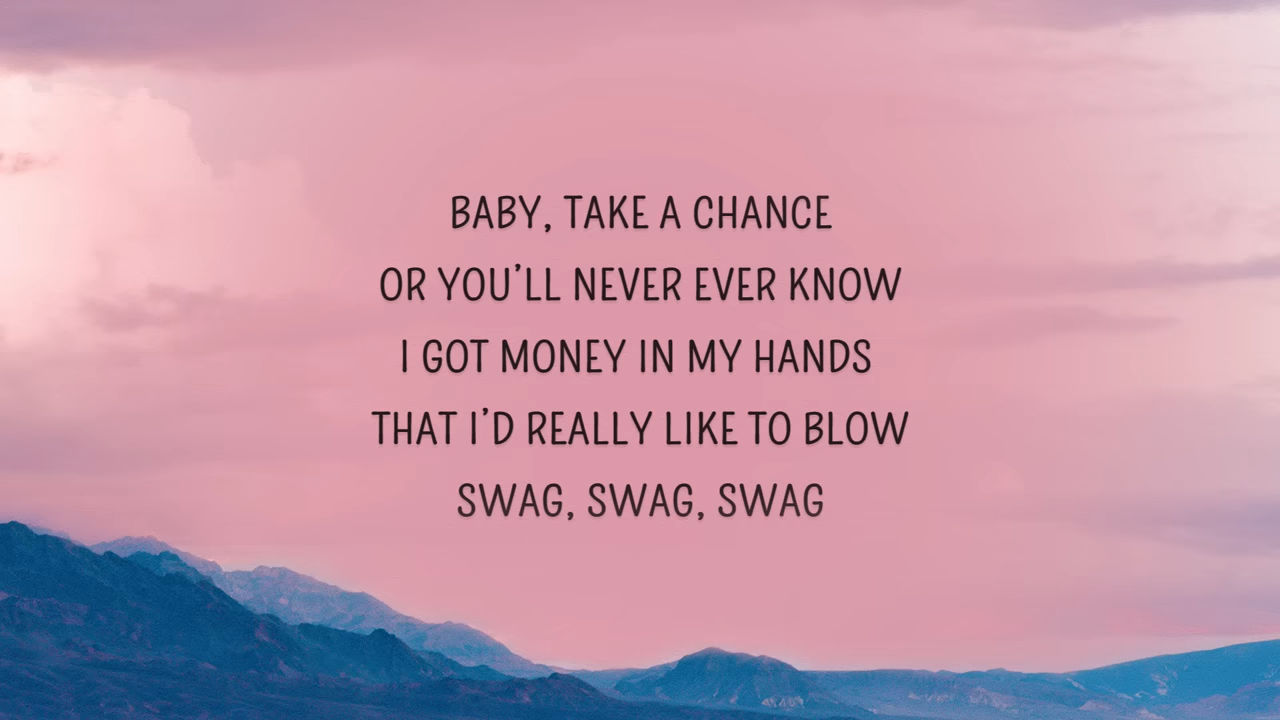 BABY, TAKE A CHANCE
OR YOU’LL NEVER EVER KNOW
I GOT MONEY IN MY HANDS
THAT I’D REALLY LIKE TO BLOW
SWAG, SWAG, SWAG